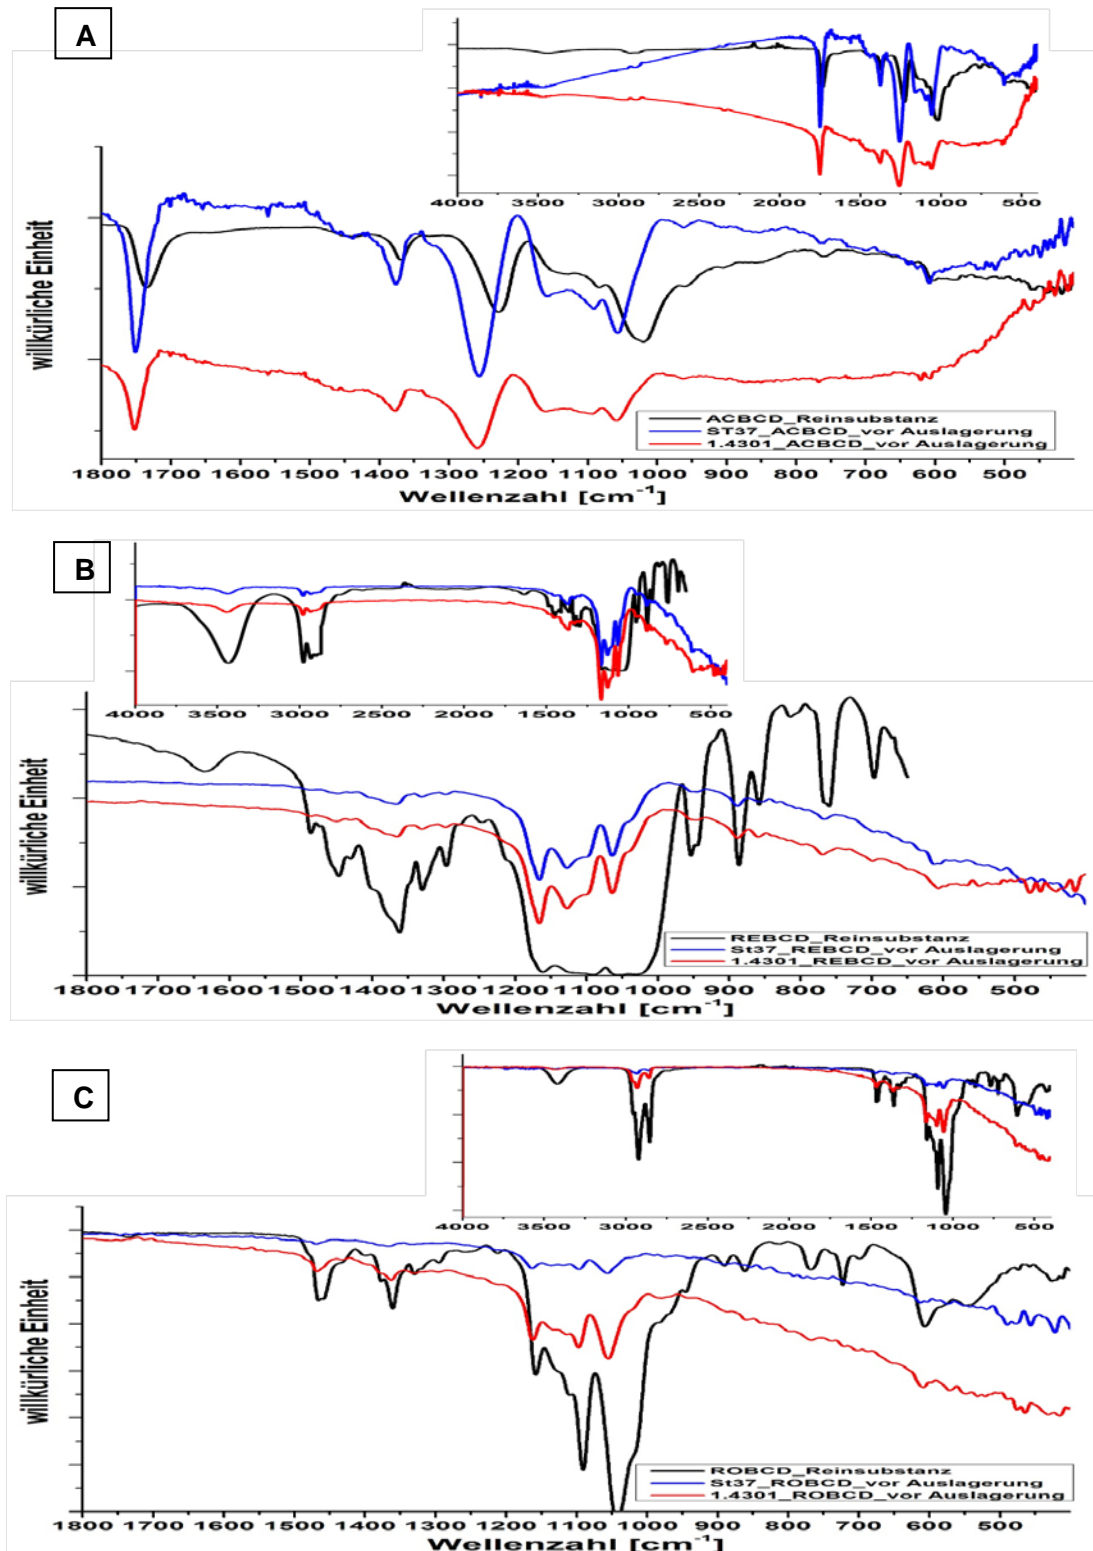 A
4000 3500 3000 2500 2000 1500 1000 500
willkürliche Einheit
ACBCD_Reinsubstanz
ST37_ACBCD_vor Auslagerung
1.4301_ACBCD_vor Auslagerung
1800 1700 1600 1500 1400 1300 1200 1100 1000 900 800 700 600 500
Wellenzahl [cm-1]
B
4000 3500 3000 2500 2000 1500 1000 500
willkürliche Einheit
REBCD_Reinsubstanz
St37_REBCD_vor Auslagerung
1.4301_REBCD_vor Auslagerung
1800 1700 1600 1500 1400 1300 1200 1100 1000 900 800 700 600 500
Wellenzahl [cm-1]
C
4000 3500 3000 2500 2000 1500 1000 500
willkürliche Einheit
ROBCD_Reinsubstanz
St37_ROBCD_vor Auslagerung
1.4301_ROBCD_vor Auslagerung
1800 1700 1600 1500 1400 1300 1200 1100 1000 900 800 700 600 500
Wellenzahl [cm-1]